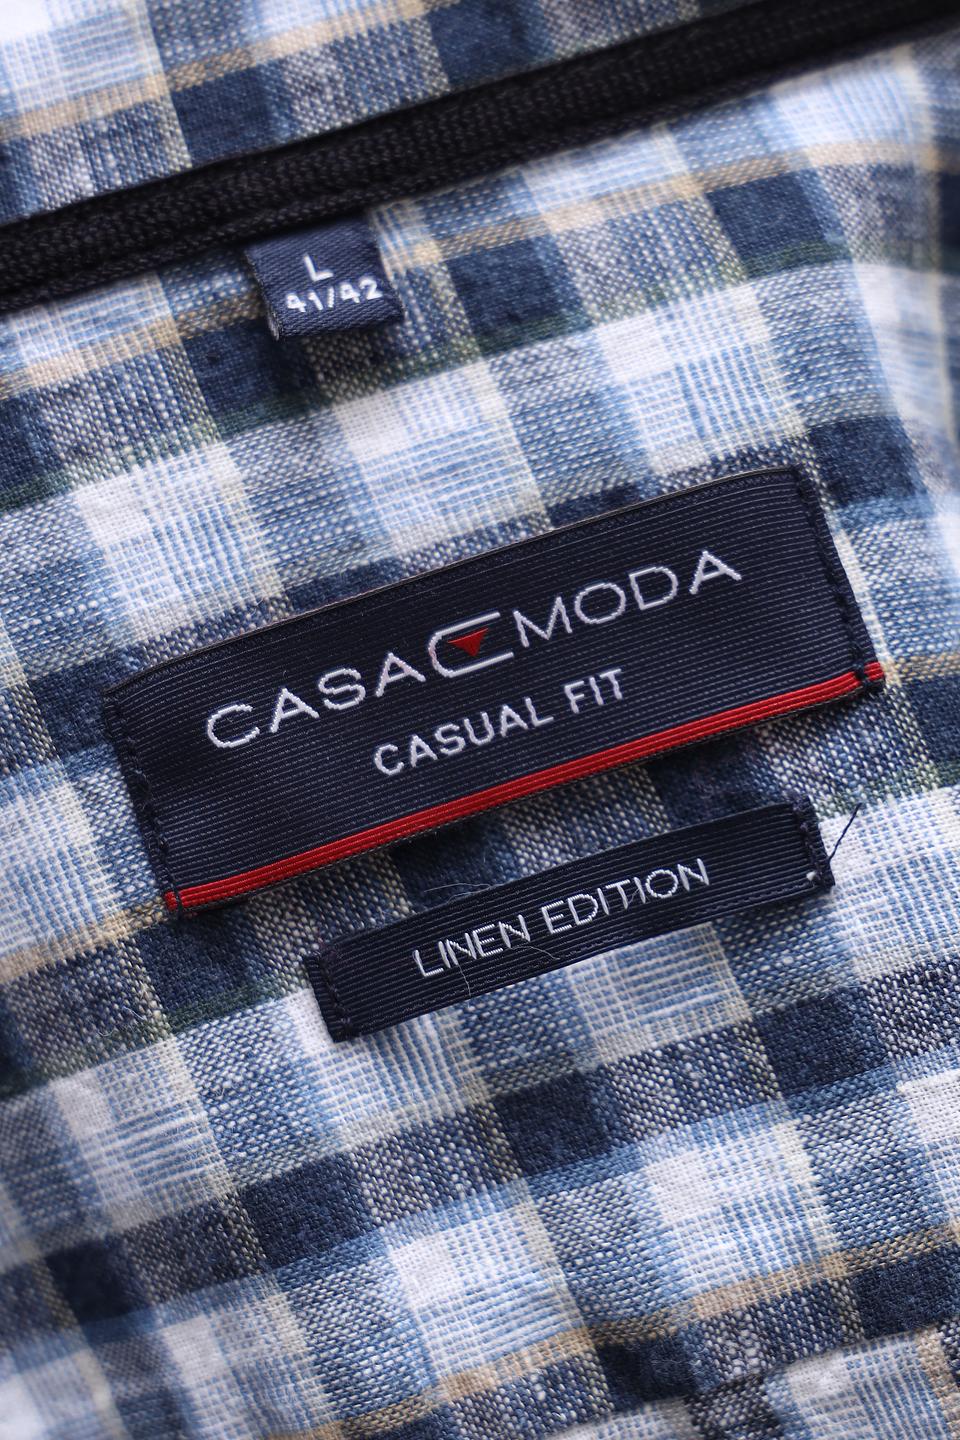 L
41/42
CASA MODA
CASUAL FIT
LINEN EDITION